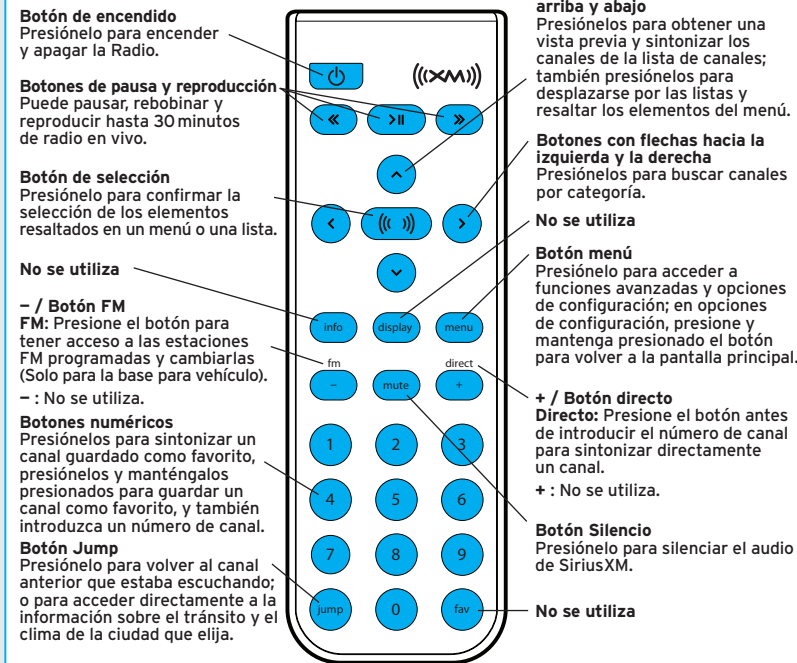 Botón de encendido
Presiónelo para encender
y apagar la Radio.
Botones de pausa y reproducción
Puede pausar, rebobinar y
reproducir hasta 30 minutos
de radio en vivo.
Botón de selección
Presiónelo para confirmar la
selección de los elementos
resaltados en un menú o una lista.
No se utiliza
– / Botón FM
FM: Presione el botón para
tener acceso a las estaciones
FM programadas y cambiarlas
(Solo para la base para vehículo).
– : No se utiliza.
Botones numéricos
Presiónelos para sintonizar un
canal guardado como favorito,
presiónelos y manténgalos
presionados para guardar un
canal como favorito, y también
introduzca un número de canal.
Botón Jump
Presiónelo para volver al canal
anterior que estaba escuchando;
o para acceder directamente a la
información sobre el tránsito y el
clima de la ciudad que elija.
(((XM)))
info display menu
fm direct
– mute +
1 2 3
4 5 6
7 8 9
jump 0 fav
arriba y abajo
Presiónelos para obtener una
vista previa y sintonizar los
canales de la lista de canales;
también presiónelos para
desplazarse por las listas y
resaltar los elementos del menú.
Botones con flechas hacia la
izquierda y la derecha
Presiónelos para buscar canales
por categoría.
No se utiliza
Botón menú
Presiónelo para acceder a
funciones avanzadas y opciones
de configuración; en opciones
de configuración, presione y
mantenga presionado el botón
para volver a la pantalla principal.
+ / Botón directo
Directo: Presione el botón antes
de introducir el número de canal
para sintonizar directamente
un canal.
+ : No se utiliza.
Botón Silencio
Presiónelo para silenciar el audio
de SiriusXM.
No se utiliza